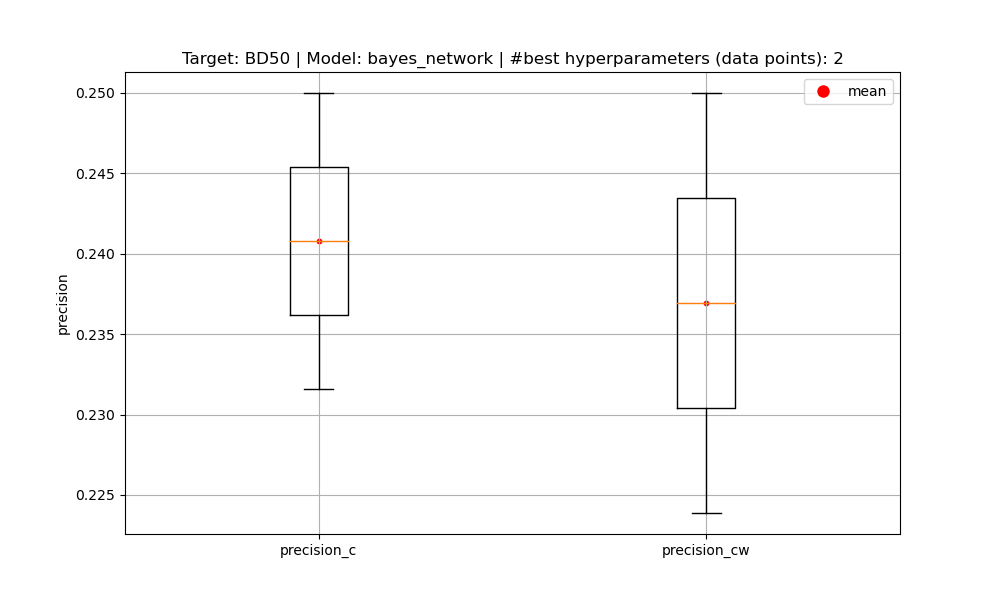 Target: BD50 | Model: bayes_network | #best hyperparameters (data points): 2
mean
0.250
0.245
0.240
0.235
0.230
0.225
precision
precision_c
precision_cw